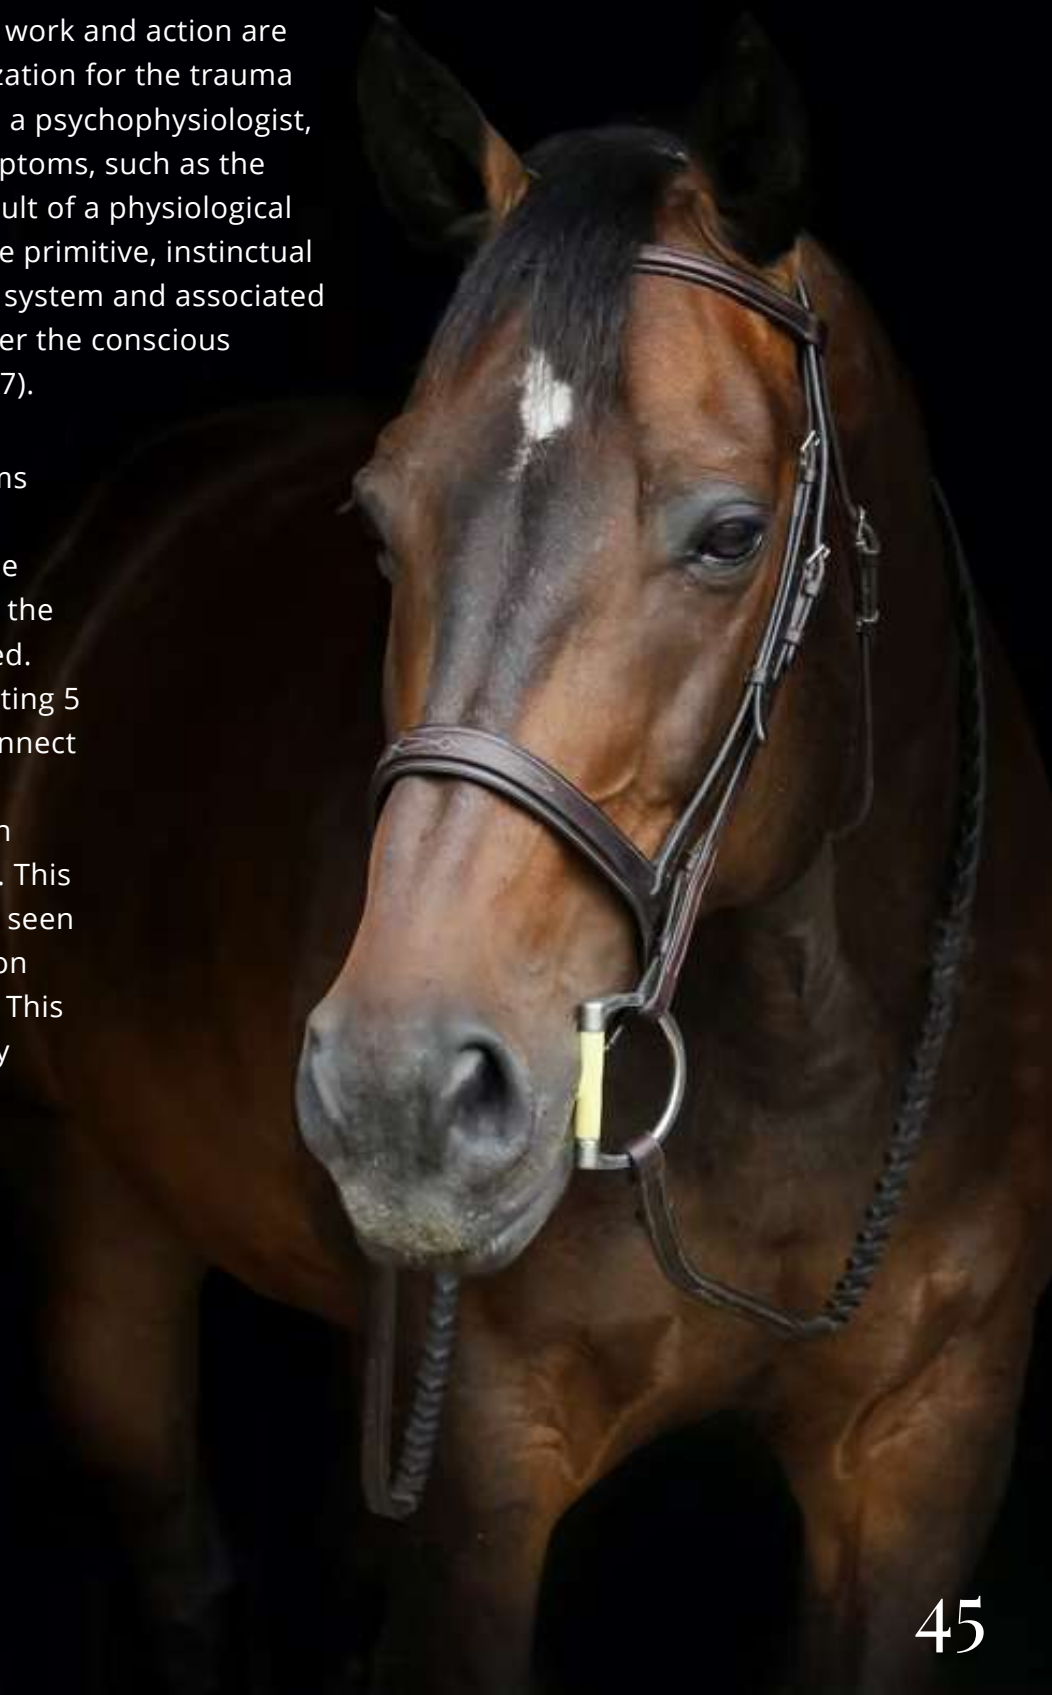 work and action are
zation for the trauma
a psychophysiologist,
ptoms, such as the
ult of a physiological
e primitive, instinctual
system and associated
er the conscious
7).
ns
e
the
ed.
ting 5
nnect
n
. This
seen
on
This
y
45